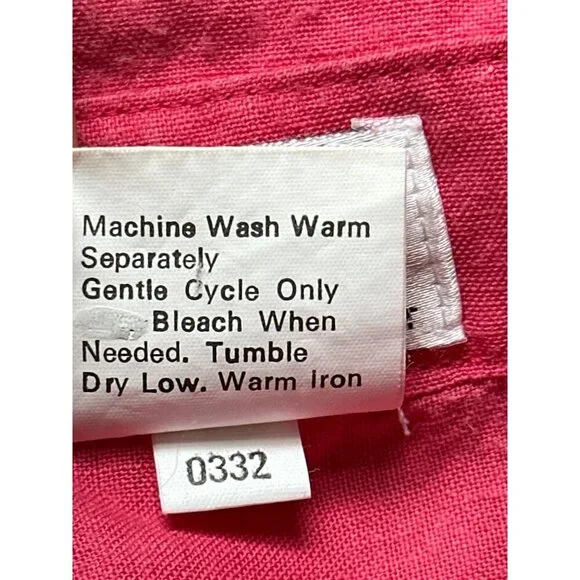 Machine Wash Warm
Separately
Gentle Cycle Only
Bleach When
Needed. Tumble
Dry Low. Warm Iron
0332